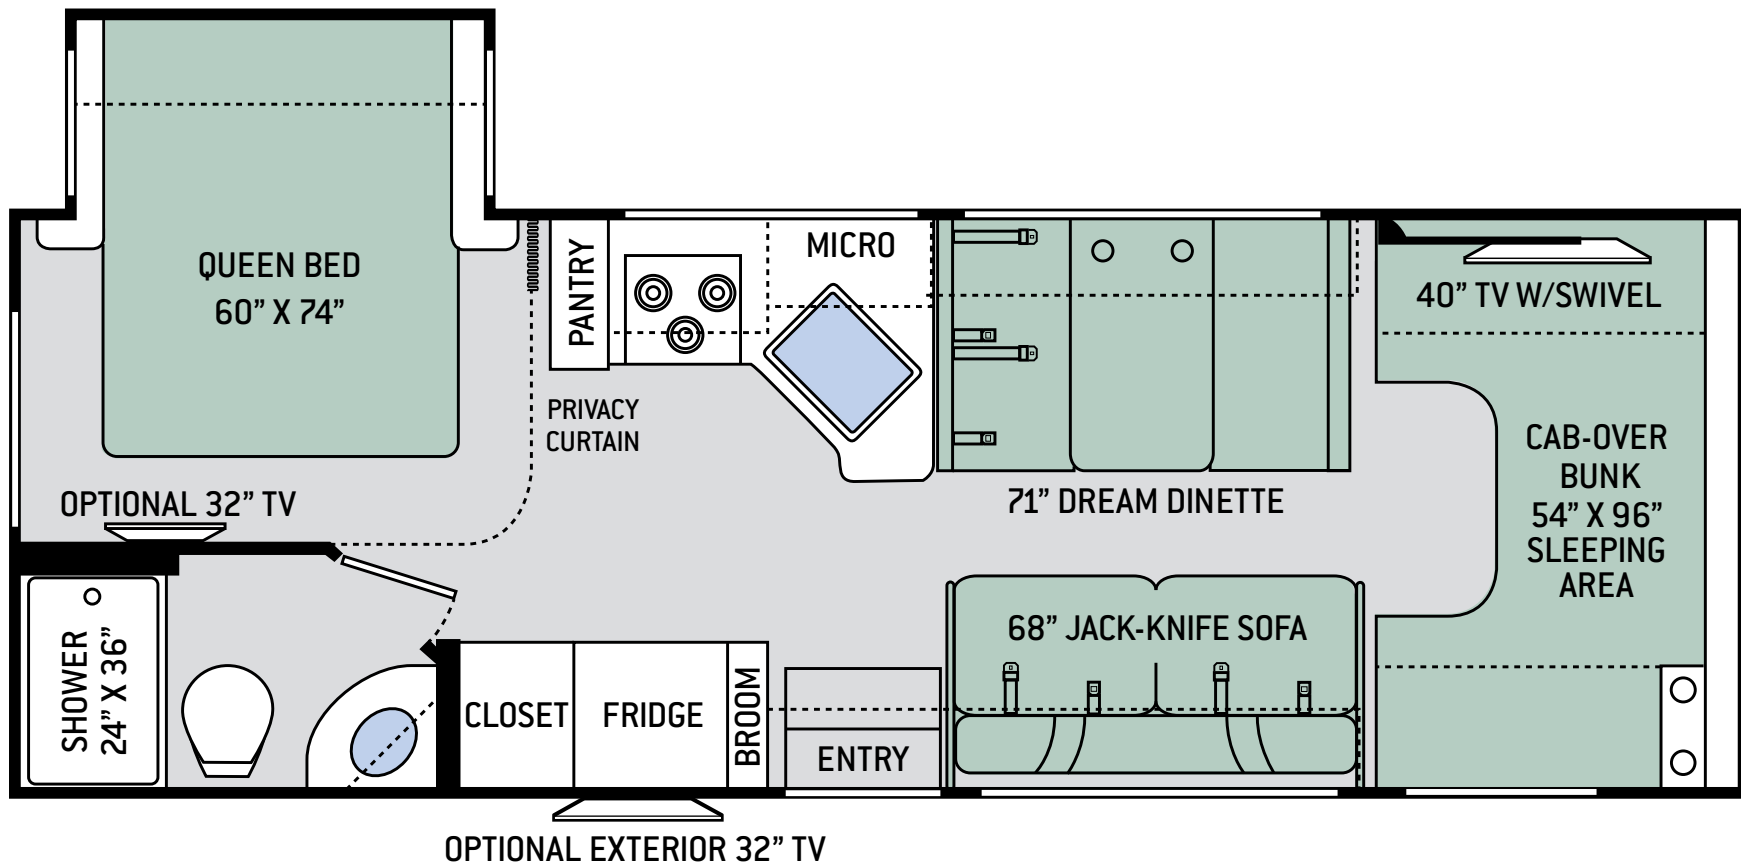 QUEEN BED
60” X 74”
PANTRY
MICRO
40” TV W/SWIVEL
PRIVACY
CURTAIN
CAB-OVER
BUNK
54” X 96”
SLEEPING
AREA
OPTIONAL 32” TV
71” DREAM DINETTE
SHOWER
24” X 36”
68” JACK-KNIFE SOFA
CLOSET
FRIDGE
BROOM
ENTRY
OPTIONAL EXTERIOR 32” TV